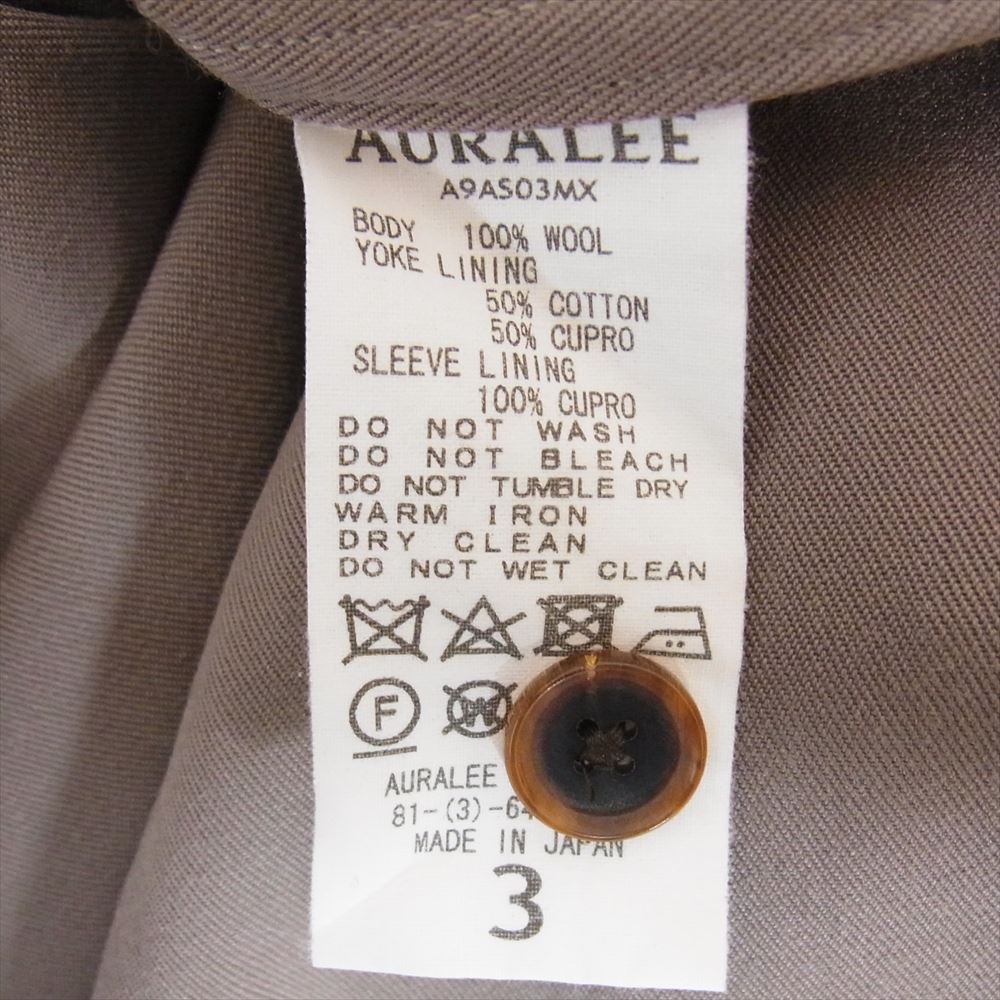 AURALEE
A9AS03MX
BODY 100% WOOL
YOKE LINING
50% COTTON
50% CUPRO
SLEEVE LINING
100% CUPRO
DO NOT WASH
DO NOT BLEACH
DO NOT TUMBLE DRY
WARM IRON
DRY CLEAN
DO NOT WET CLEAN
F W
AURALEE
81-(3)-64
MADE IN JAPAN
3